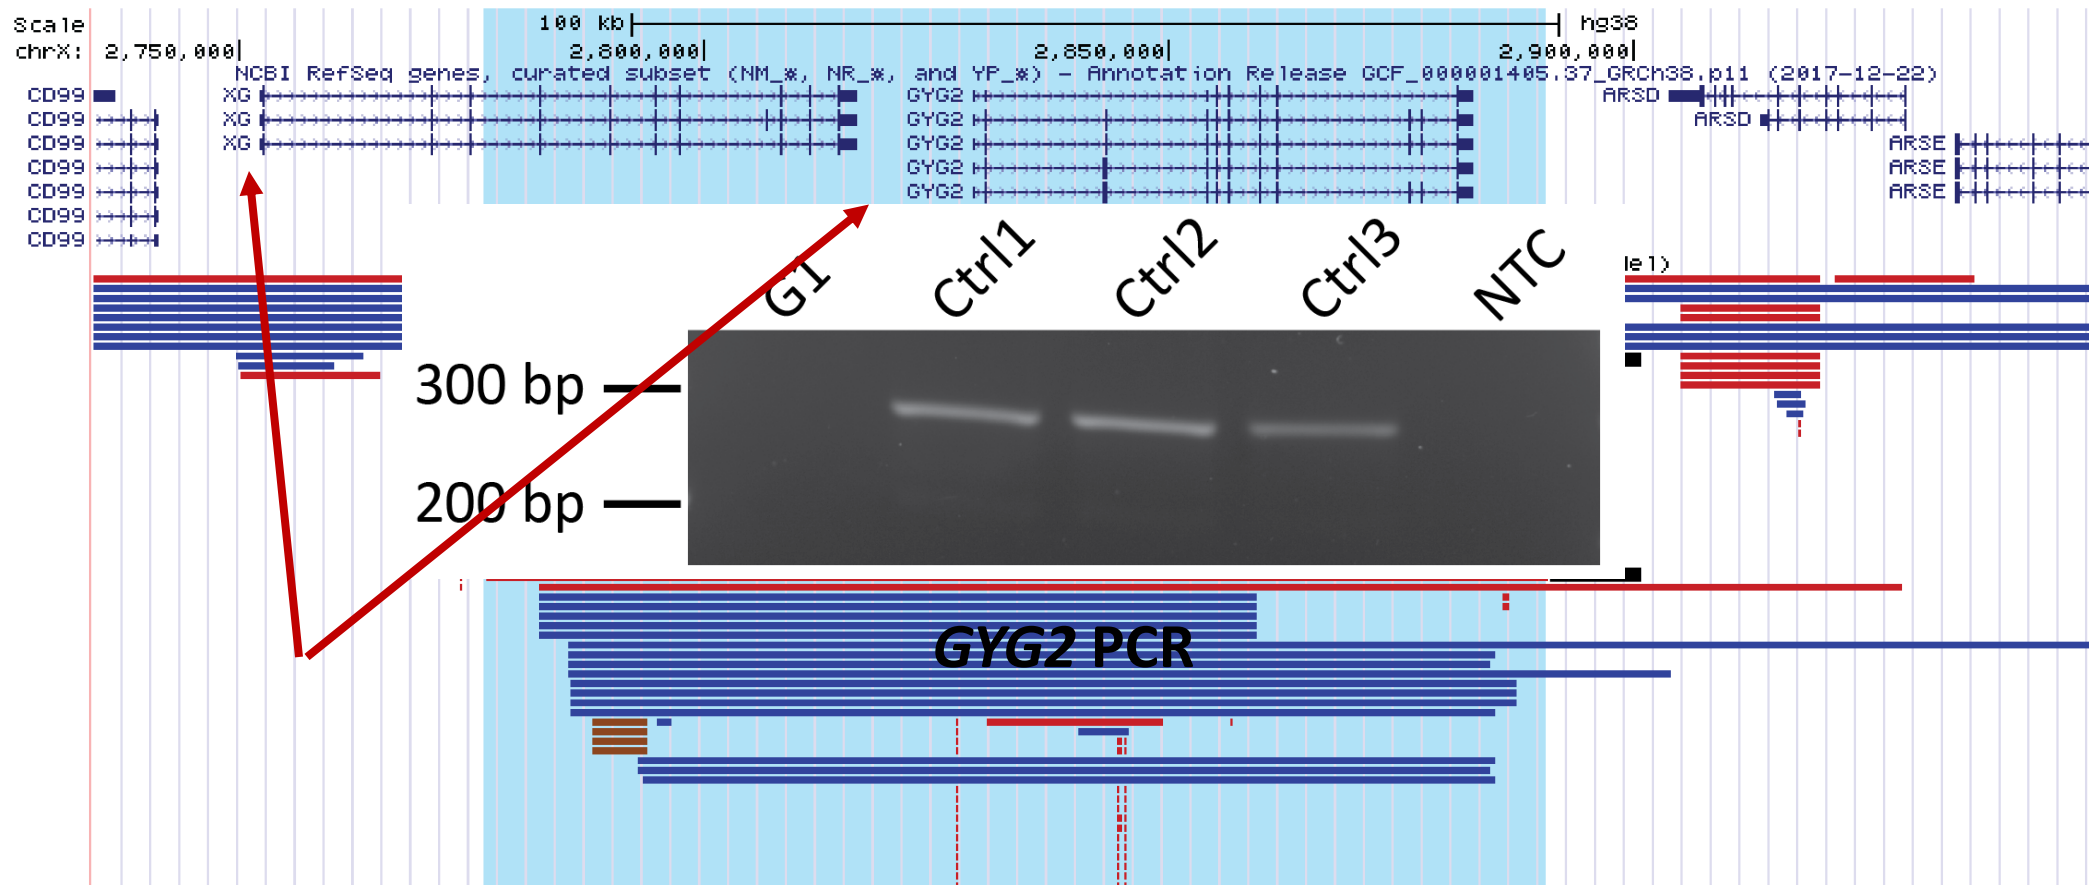 Scale 100 kb hg38
chrX: 2,750,000 2,800,000 2,850,000 2,900,000
NCBI RefSeq genes, curated subset (NM_*, NR_*, and YP_*) - Annotation Release GCF_000001405.37_GRCh38.p11 (2017-12-22)
CD99 XG GYG2 ARSD
CD99 XG GYG2 ARSD
CD99 XG GYG2 ARSE
CD99 GYG2 ARSE
CD99 GYG2 ARSE
CD99
CD99
G1 Ctrl1 Ctrl2 Ctrl3 NTC
del)
300 bp
200 bp
GYG2 PCR